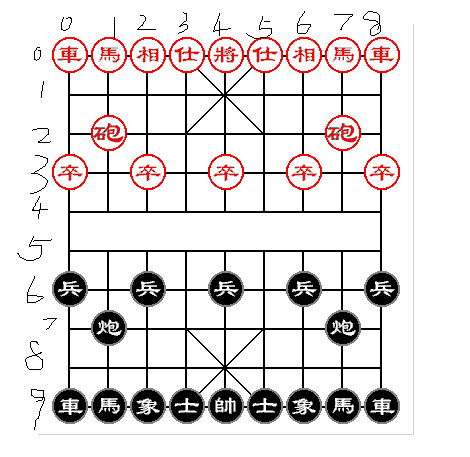 0 1 2 3 4 5 6 7 8
0 車 馬 相 仕 將 仕 相 馬 車
1
2 砲 砲
3 卒 卒 卒 卒 卒
4
5
6 兵 兵 兵 兵 兵
7 炮 炮
8
9 車 馬 象 士 帥 士 象 馬 車